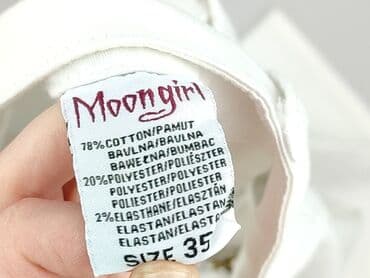 Moongirl
78%COTTON/PAMUT
BAVLNA/BAVLNA
BAWEŁNA/BUMBAC
20%POLYESTER/POLIÉSZTER
POLYESTER/POLYESTER
POLYESTER/POLIESTER
2%ELASTHANE/ELASZTÁN
ELASTAN/ELASTAN
ELASTAN/ELASTAN
SIZE 35